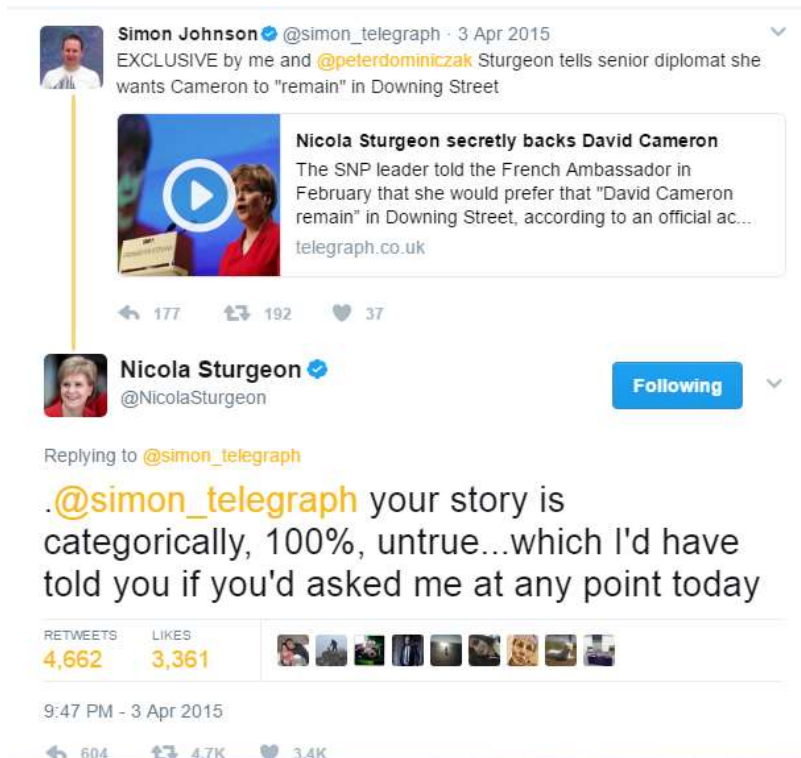 Simon Johnson @simon_telegraph · 3 Apr 2015
EXCLUSIVE by me and @peterdominiczak Sturgeon tells senior diplomat she
wants Cameron to "remain" in Downing Street
Nicola Sturgeon secretly backs David Cameron
The SNP leader told the French Ambassador in
February that she would prefer that "David Cameron
remain" in Downing Street, according to an official ac...
telegraph.co.uk
177 192 37
Nicola Sturgeon
@NicolaSturgeon
Following
Replying to @simon_telegraph
.@simon_telegraph your story is
categorically, 100%, untrue...which I'd have
told you if you'd asked me at any point today
RETWEETS LIKES
4,662 3,361
9:47 PM - 3 Apr 2015
604 4.7K 3.4K